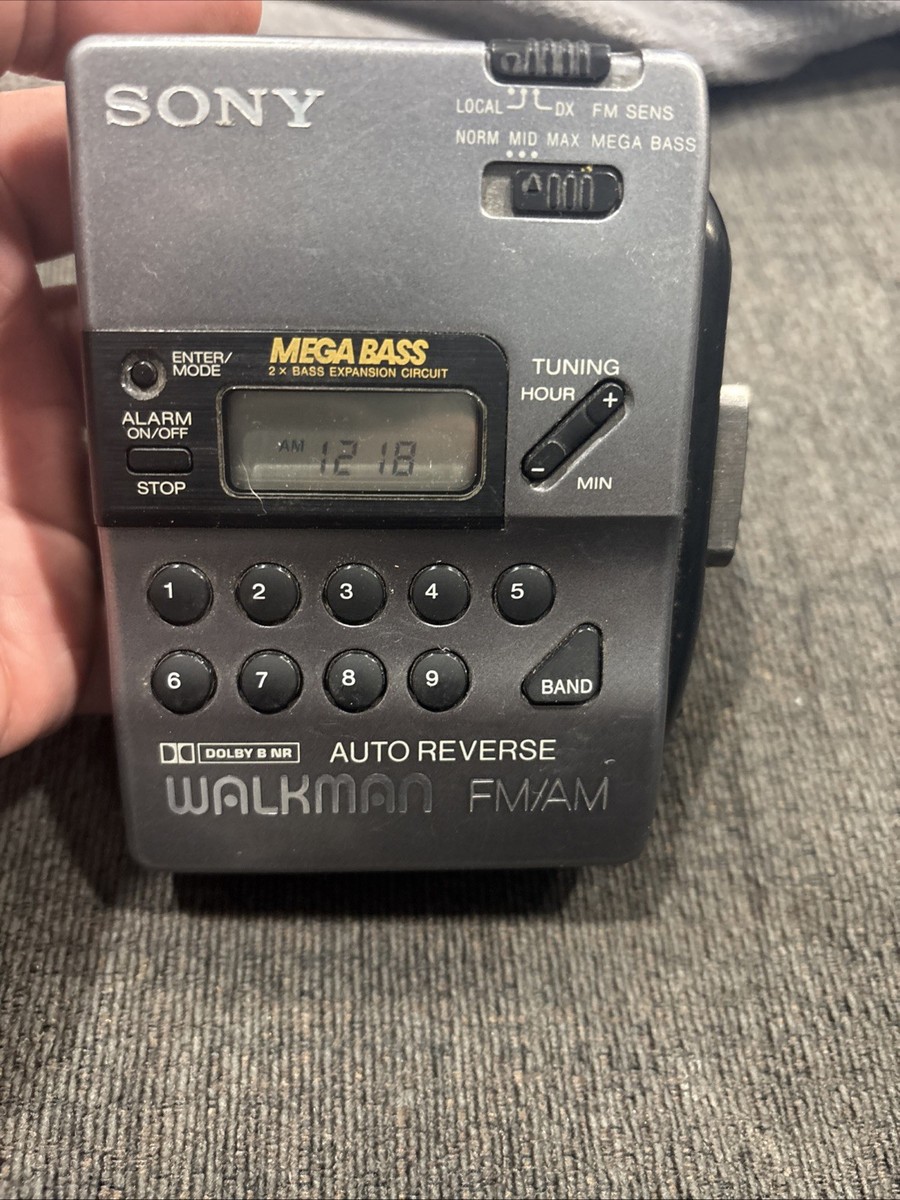 SONY
LOCAL DX FM SENS
NORM MID MAX MEGA BASS
ENTER/
MODE
MEGA BASS
2 × BASS EXPANSION CIRCUIT
ALARM
ON/OFF
STOP
AM 12 18
TUNING
HOUR +
- MIN
1 2 3 4 5
6 7 8 9 BAND
DOLBY B NR AUTO REVERSE
WALKMAN FM/AM